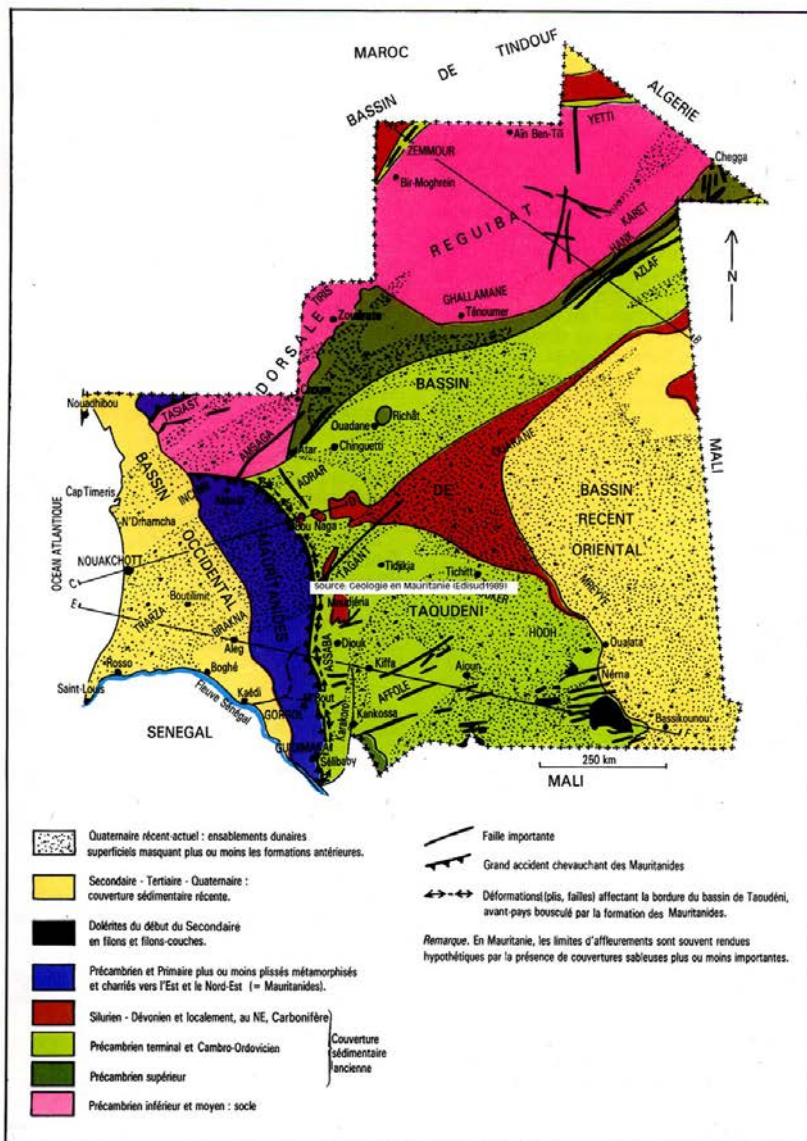 MAROC
BASSIN DE TINDOUF
ALGERIE
YETTI
Aïn Ben-Tili
ZEMMOUR
Bir-Moghrein
Chegga
REGUIBAT
KARET
HANK
AZLAF
N
TIRIS
GHALLAMANE
Ténoumer
DORSALE
B
Nouadhibou
TASIAST
AMSAGA
BASSIN
Richât
Ouadane
Chinguetti
Atar
ADRAR
OUARANE
MALI
OCEAN ATLANTIQUE
Cap Timeris
BASSIN
OCCIDENTAL
N'Drhamcha
DE
BASSIN
RECENT
ORIENTAL
Bou Naga
NOUAKCHOTT
C
E
MAURITANIDES
TAGANT
Tidjikja
Tichitt
source: Geologie en Mauritanie (Edisud1989)
Boutilimit
TRARZA
BRAKNA
Aleg
TAOUDENI
MREYYE
HODH
Oualata
Djouk
ASSABA
Kiffa
Aioun
Néma
Rosso
Boghé
Saint-Louis
Fleuve Sénégal
Kaédi
AFFOLE
Kankossa
Bassikounou
GORGOL
SENEGAL
Sélibaby
250 km
MALI
Quaternaire récent-actuel : ensablements dunaires
superficiels masquant plus ou moins les formations antérieures.
Secondaire - Tertiaire - Quaternaire :
couverture sédimentaire récente.
Dolérites du début du Secondaire
en filons et filons-couches.
Précambrien et Primaire plus ou moins plissés métamorphisés
et charriés vers l'Est et le Nord-Est (= Mauritanides).
Silurien - Dévonien et localement, au NE, Carbonifère
Précambrien terminal et Cambro-Ordovicien
Précambrien supérieur
Couverture
sédimentaire
ancienne
Précambrien inférieur et moyen : socle
Faille importante
Grand accident chevauchant des Mauritanides
Déformations (plis, failles) affectant la bordure du bassin de Taoudéni,
avant-pays bousculé par la formation des Mauritanides.
Remarque. En Mauritanie, les limites d'affleurements sont souvent rendues
hypothétiques par la présence de couvertures sableuses plus ou moins importantes.